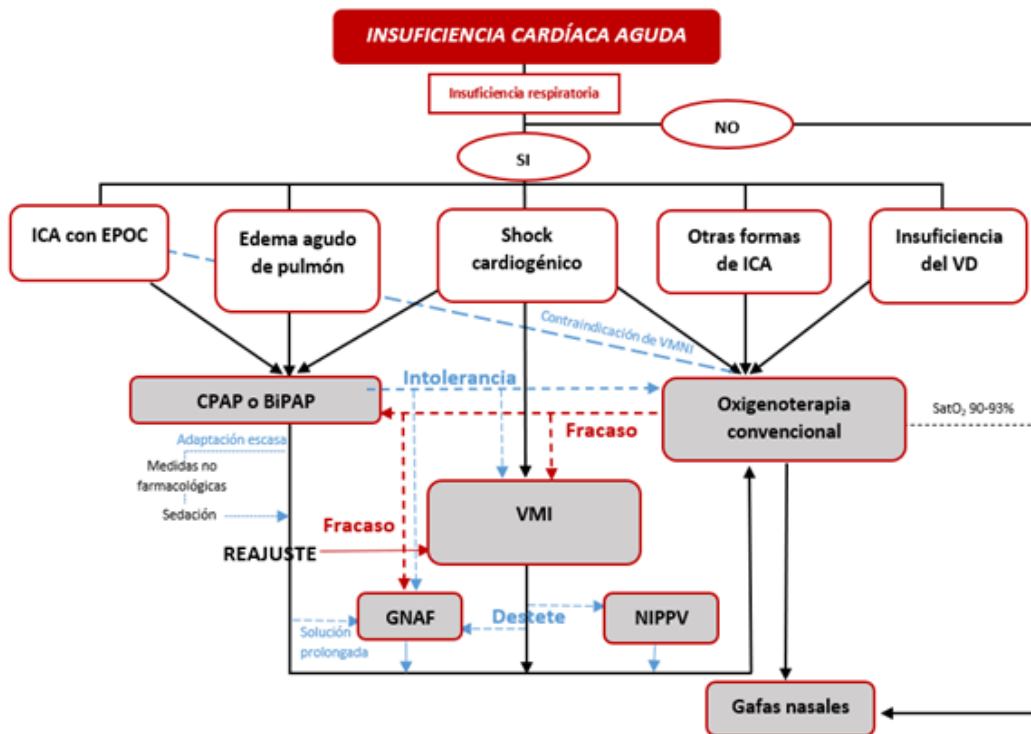 INSUFICIENCIA CARDÍACA AGUDA
Insuficiencia respiratoria
NO
SI
ICA con EPOC
Edema agudo
de pulmón
Shock
cardiogénico
Otras formas
de ICA
Insuficiencia
del VD
Contraindicación de VMNI
Intolerancia
CPAP o BiPAP
Oxigenoterapia
convencional
SatO₂ 90-93%
Fracaso
Adaptación escasa
Medidas no
farmacológicas
Sedación
VMI
Fracaso
REAJUSTE
GNAF
Destete
NIPPV
Solución
prolongada
Gafas nasales